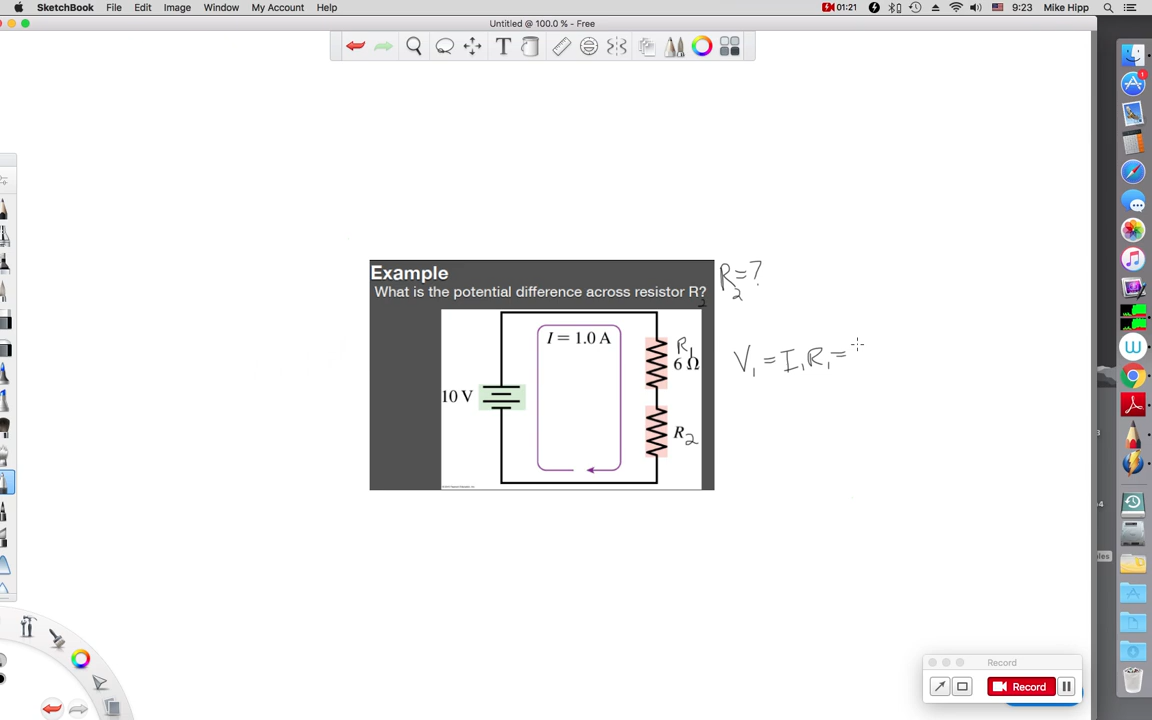 SketchBook File Edit Image Window My Account Help 01:21 9:23 Mike Hipp
Untitled @ 100.0 % - Free
T
Example
What is the potential difference across resistor R₂?
R₂=?
I = 1.0 A
R₁
6 Ω
V₁ = I₁R₁ =
10 V
R₂
Record
Record